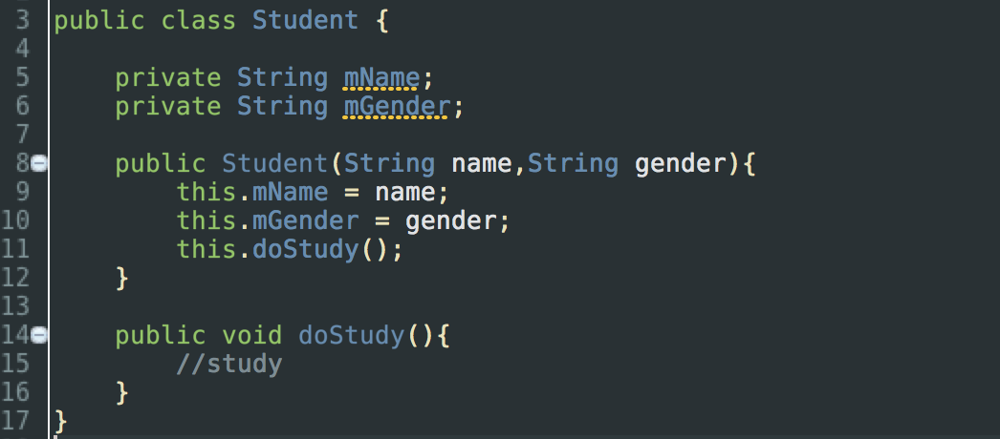 3 public class Student {
4
5     private String mName;
6     private String mGender;
7
8     public Student(String name,String gender){
9         this.mName = name;
10         this.mGender = gender;
11         this.doStudy();
12     }
13
14     public void doStudy(){
15         //study
16     }
17 }